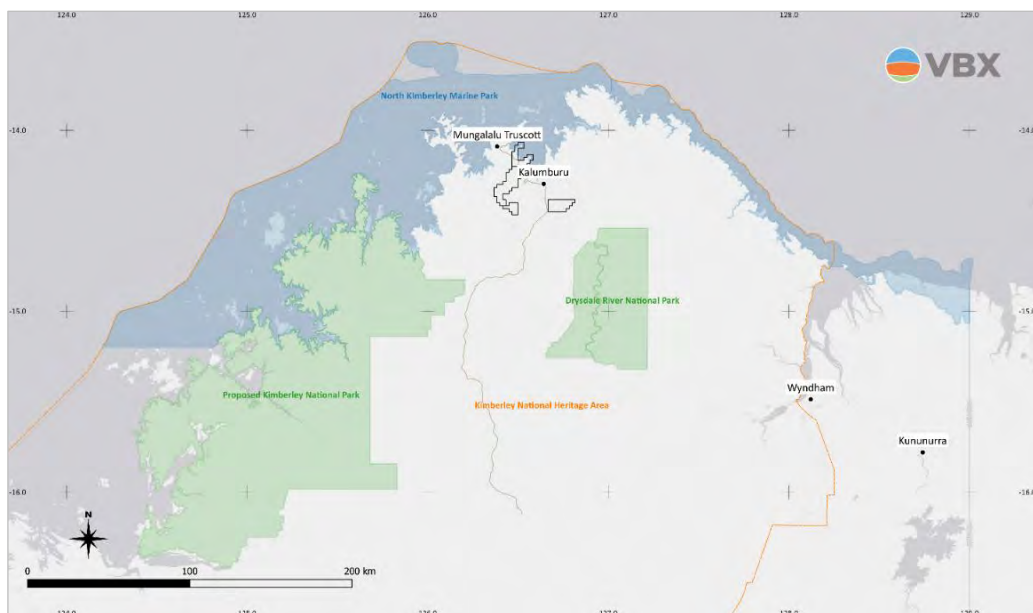 124.0
125.0
126.0
127.0
128.0
129.0
VBX
North Kimberley Marine Park
-14.0
-14.0
Mungalalu Truscott
Kalumburu
-15.0
-15.0
Drysdale River National Park
Proposed Kimberley National Park
Kimberley National Heritage Area
Wyndham
Kununurra
-16.0
-16.0
N
0
100
200 km
124.0
125.0
126.0
127.0
128.0
129.0